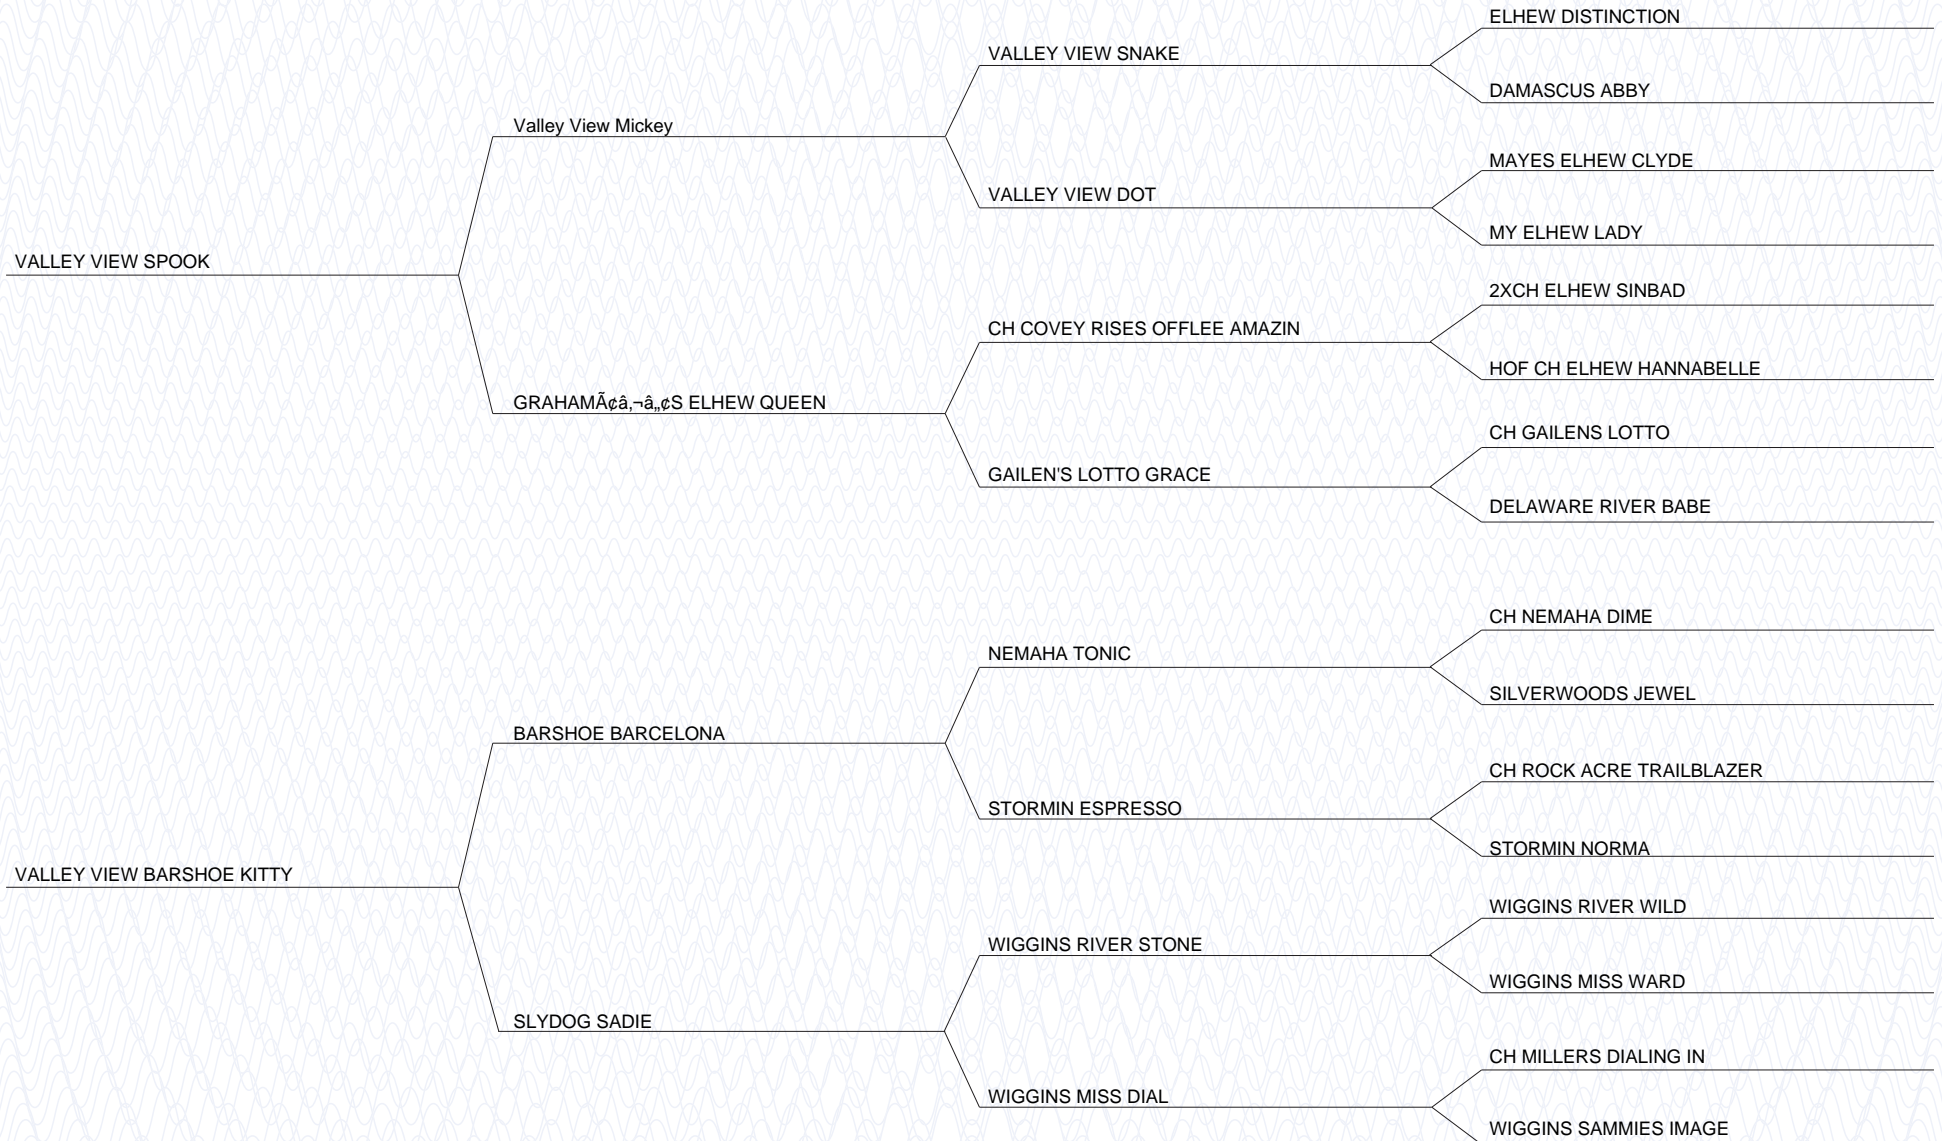 ELHEW DISTINCTION
VALLEY VIEW SNAKE
DAMASCUS ABBY
Valley View Mickey
MAYES ELHEW CLYDE
VALLEY VIEW DOT
MY ELHEW LADY
VALLEY VIEW SPOOK
2XCH ELHEW SINBAD
CH COVEY RISES OFFLEE AMAZIN
HOF CH ELHEW HANNABELLE
GRAHAMÃ¢â‚¬â„¢S ELHEW QUEEN
CH GAILENS LOTTO
GAILEN'S LOTTO GRACE
DELAWARE RIVER BABE
CH NEMAHA DIME
NEMAHA TONIC
SILVERWOODS JEWEL
BARSHOE BARCELONA
CH ROCK ACRE TRAILBLAZER
STORMIN ESPRESSO
STORMIN NORMA
VALLEY VIEW BARSHOE KITTY
WIGGINS RIVER WILD
WIGGINS RIVER STONE
WIGGINS MISS WARD
SLYDOG SADIE
CH MILLERS DIALING IN
WIGGINS MISS DIAL
WIGGINS SAMMIES IMAGE